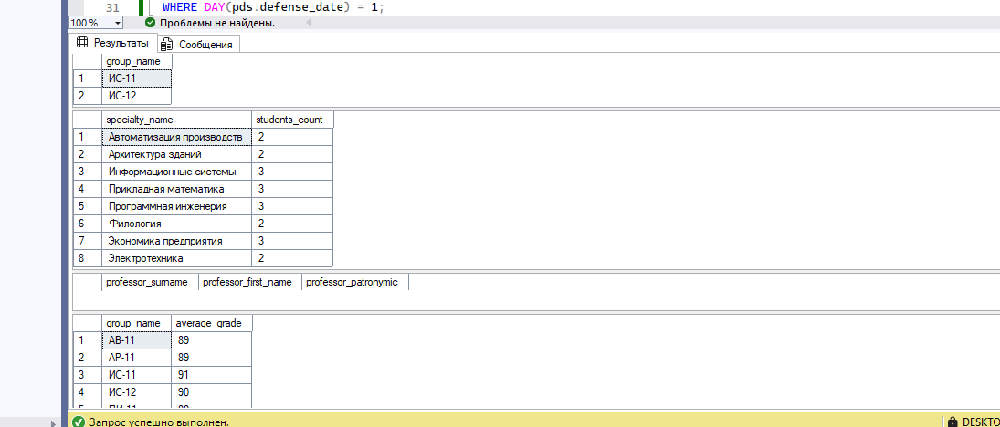 31 WHERE DAY(pds.defense_date) = 1;
100 % Проблемы не найдены.
Результаты Сообщения
group_name
1 ИС-11
2 ИС-12
specialty_name students_count
1 Автоматизация производств 2
2 Архитектура зданий 2
3 Информационные системы 3
4 Прикладная математика 3
5 Программная инженерия 3
6 Филология 2
7 Экономика предприятия 3
8 Электротехника 2
professor_surname professor_first_name professor_patronymic
group_name average_grade
1 АВ-11 89
2 АР-11 89
3 ИС-11 91
4 ИС-12 90
Запрос успешно выполнен. DESKTO